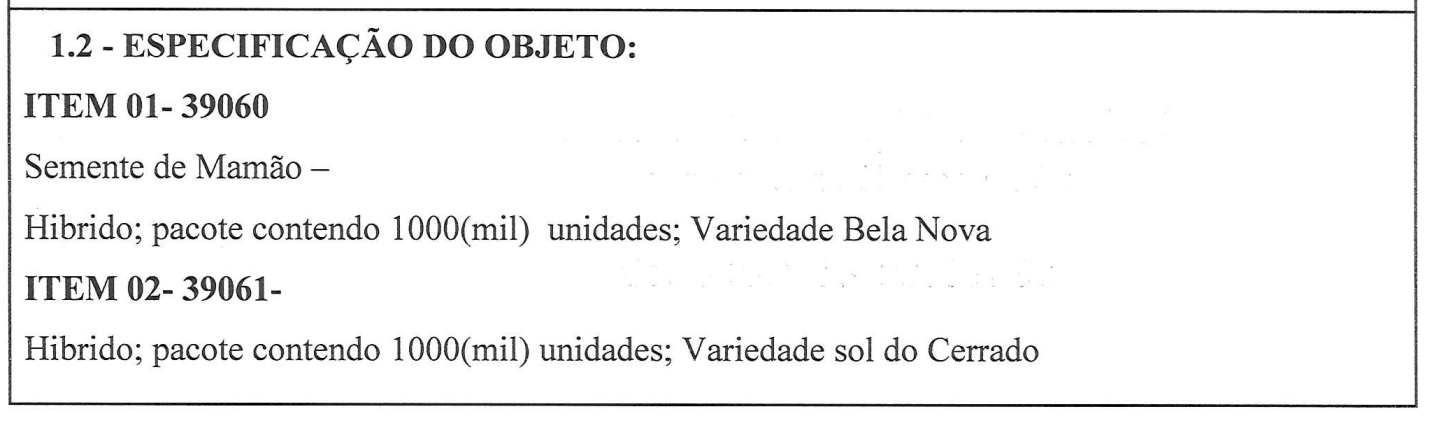 1.2 - ESPECIFICAÇÃO DO OBJETO:
ITEM 01- 39060
Semente de Mamão –
Hibrido; pacote contendo 1000(mil)  unidades; Variedade Bela Nova
ITEM 02- 39061-
Hibrido; pacote contendo 1000(mil) unidades; Variedade sol do Cerrado